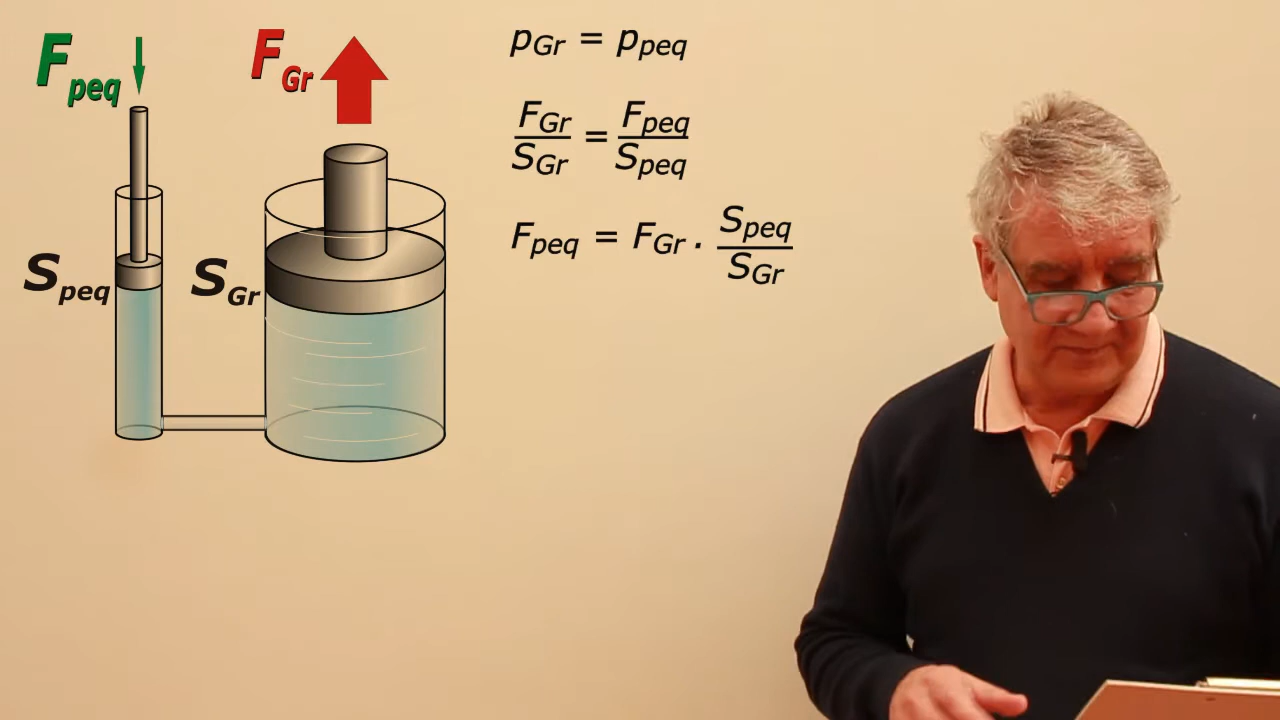 F_peq
F_Gr
S_peq
S_Gr
p_Gr = p_peq
F_Gr / S_Gr = F_peq / S_peq
F_peq = F_Gr . S_peq / S_Gr